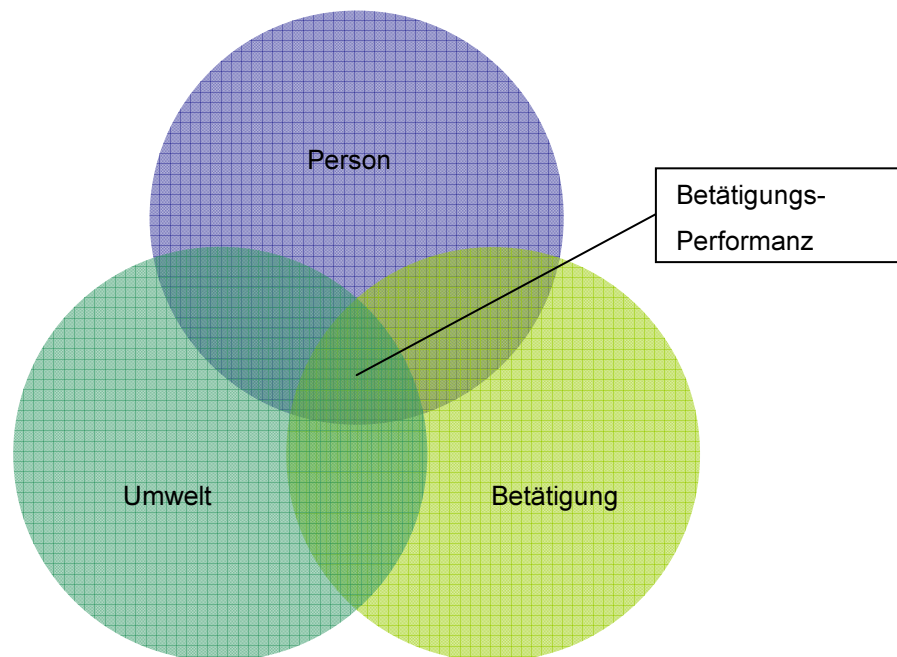 Person
Betätigungs-
Performanz
Umwelt
Betätigung